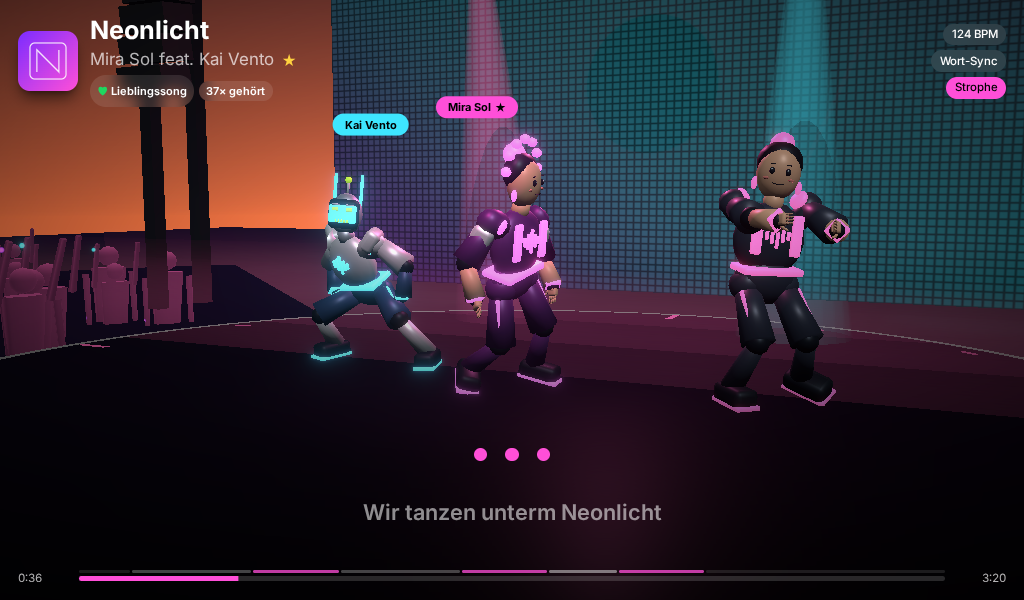 Neonlicht
Mira Sol feat. Kai Vento ★
Lieblingssong
37× gehört
124 BPM
Wort-Sync
Strophe
Mira Sol ★
Kai Vento
Wir tanzen unterm Neonlicht
0:36
3:20